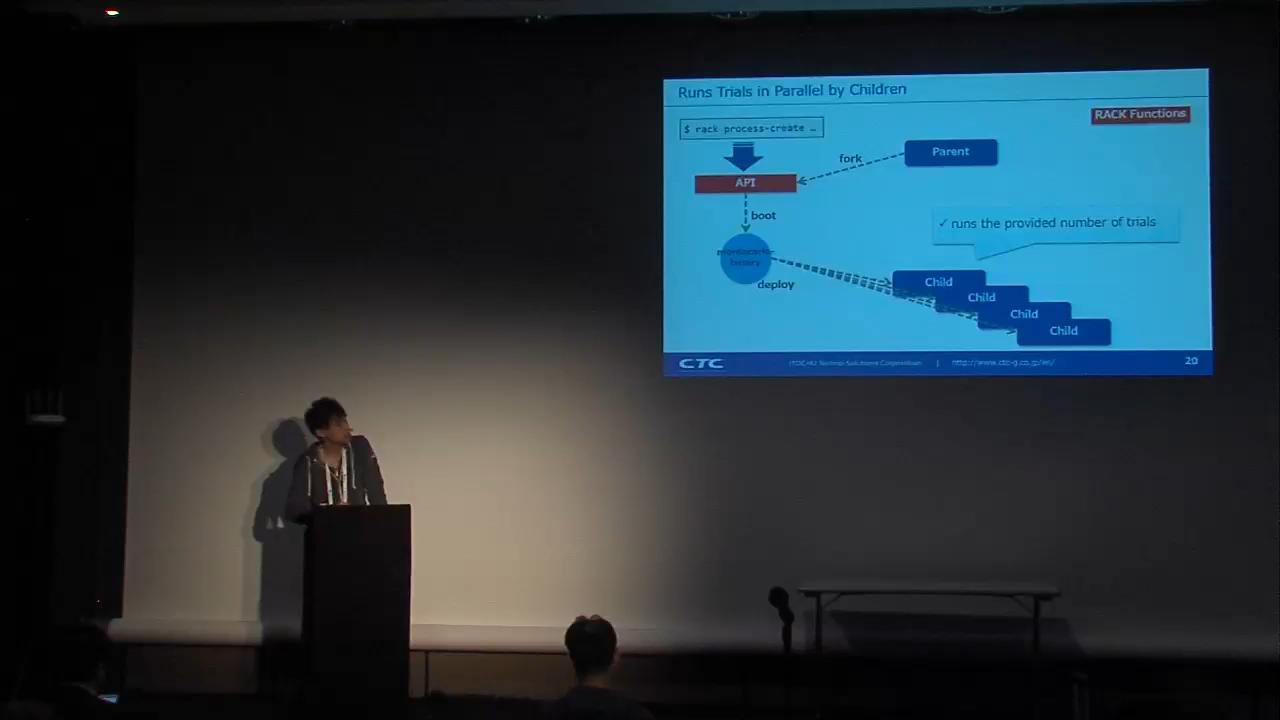 Runs Trials in Parallel by Children
RACK Functions
$ rack process-create …
Parent
fork
API
boot
✓ runs the provided number of trials
binary
deploy
Child
Child
Child
Child
CTC
ITOCHU Techno-Solutions Corporation | http://www.ctc-g.co.jp/en/
20